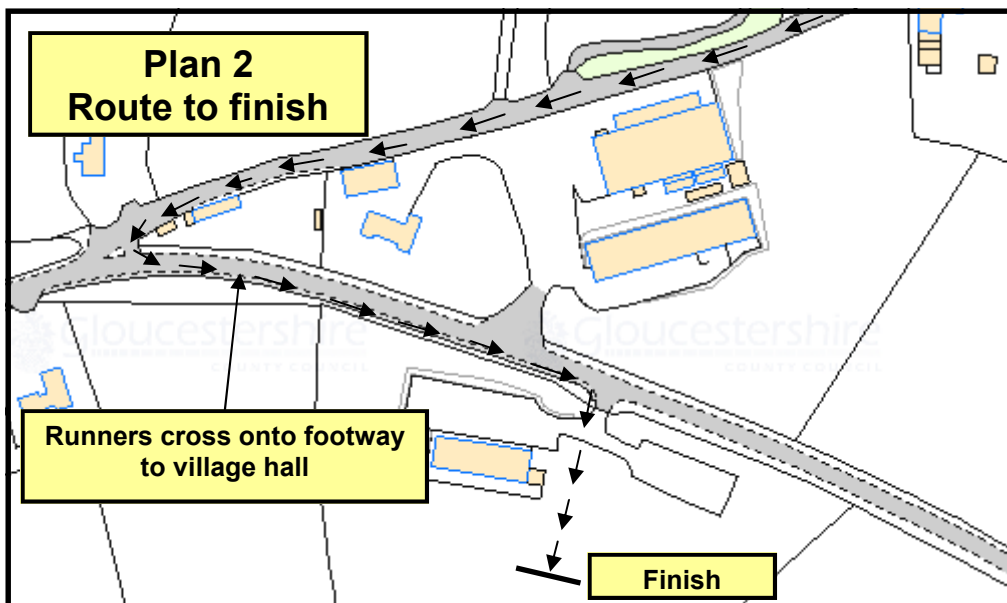 Plan 2
Route to finish
Gloucestershire
COUNTY COUNCIL
Gloucestershire
COUNTY COUNCIL
Runners cross onto footway
to village hall
Finish